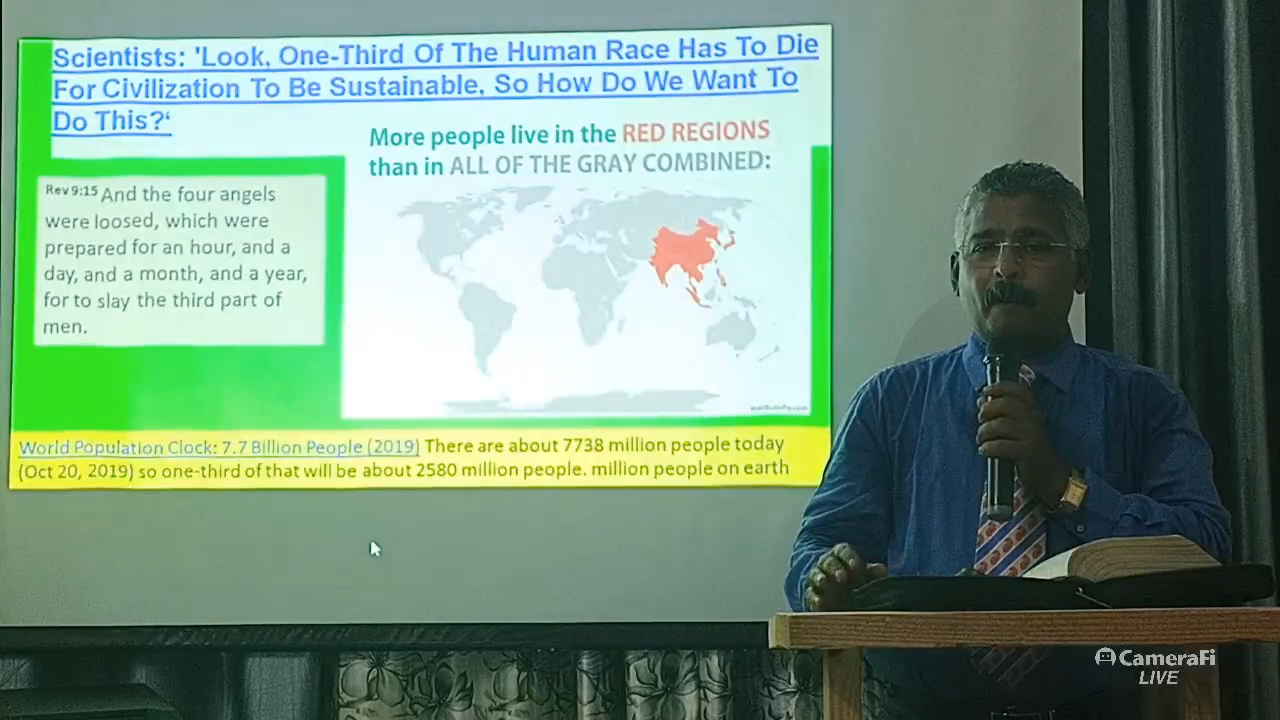 Scientists: 'Look, One-Third Of The Human Race Has To Die
For Civilization To Be Sustainable, So How Do We Want To
Do This?‘
More people live in the RED REGIONS
than in ALL OF THE GRAY COMBINED:
Rev 9:15 And the four angels
were loosed, which were
prepared for an hour, and a
day, and a month, and a year,
for to slay the third part of
men.
World Population Clock: 7.7 Billion People (2019) There are about 7738 million people today
(Oct 20, 2019) so one-third of that will be about 2580 million people. million people on earth
CameraFi
LIVE